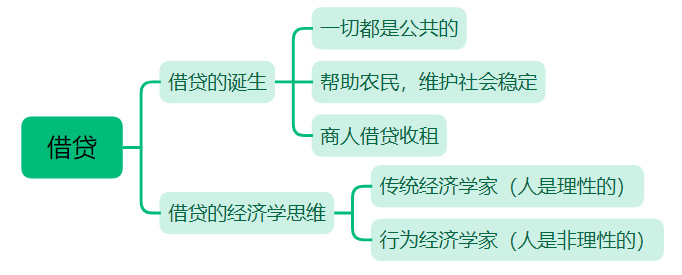 借贷
借贷的诞生
一切都是公共的
帮助农民，维护社会稳定
商人借贷收租
借贷的经济学思维
传统经济学家（人是理性的）
行为经济学家（人是非理性的）